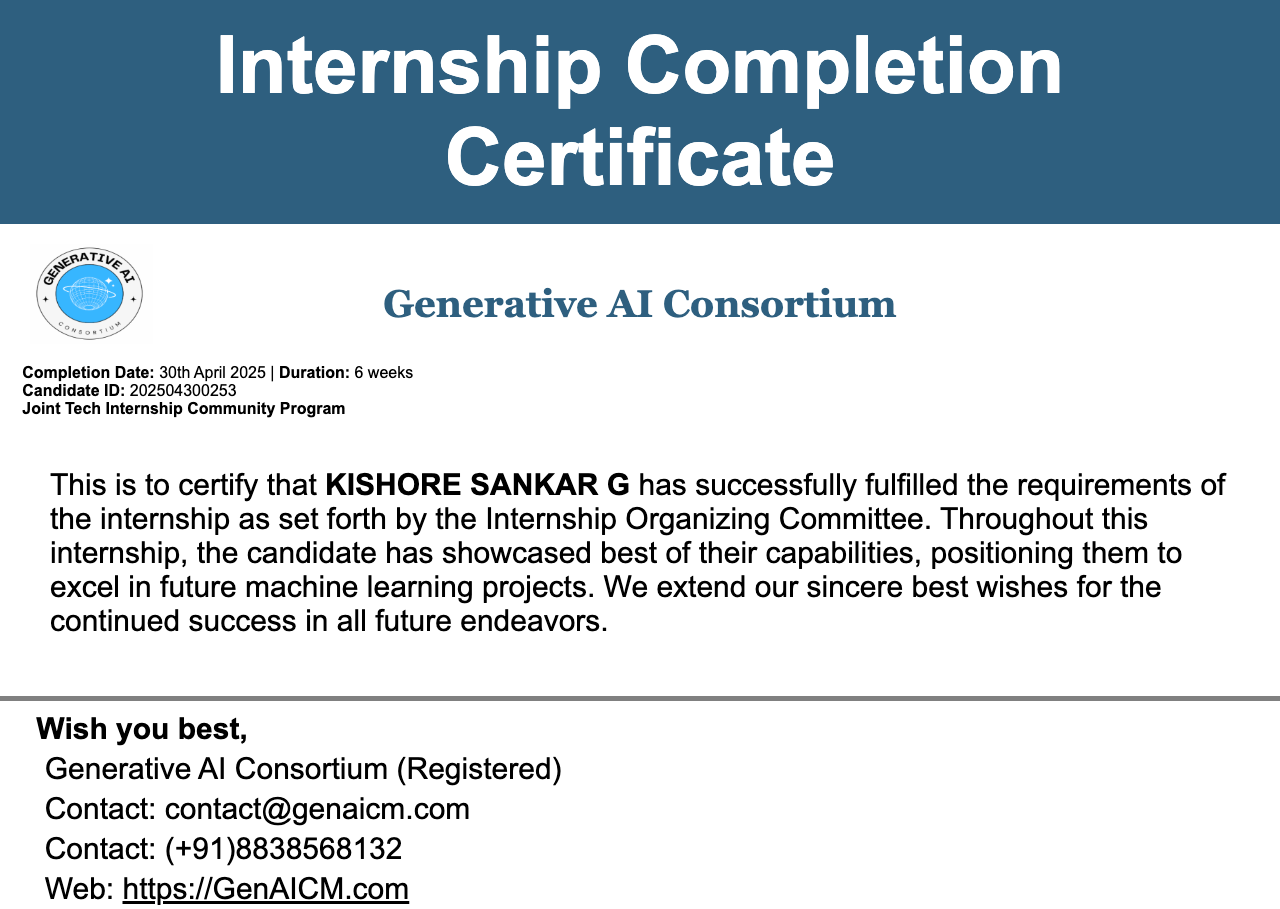 Internship Completion
Certificate
GENERATIVE AI
CONSORTIUM
Generative AI Consortium
Completion Date: 30th April 2025 | Duration: 6 weeks
Candidate ID: 202504300253
Joint Tech Internship Community Program
This is to certify that KISHORE SANKAR G has successfully fulfilled the requirements of
the internship as set forth by the Internship Organizing Committee. Throughout this
internship, the candidate has showcased best of their capabilities, positioning them to
excel in future machine learning projects. We extend our sincere best wishes for the
continued success in all future endeavors.
Wish you best,
Generative AI Consortium (Registered)
Contact: contact@genaicm.com
Contact: (+91)8838568132
Web: https://GenAICM.com